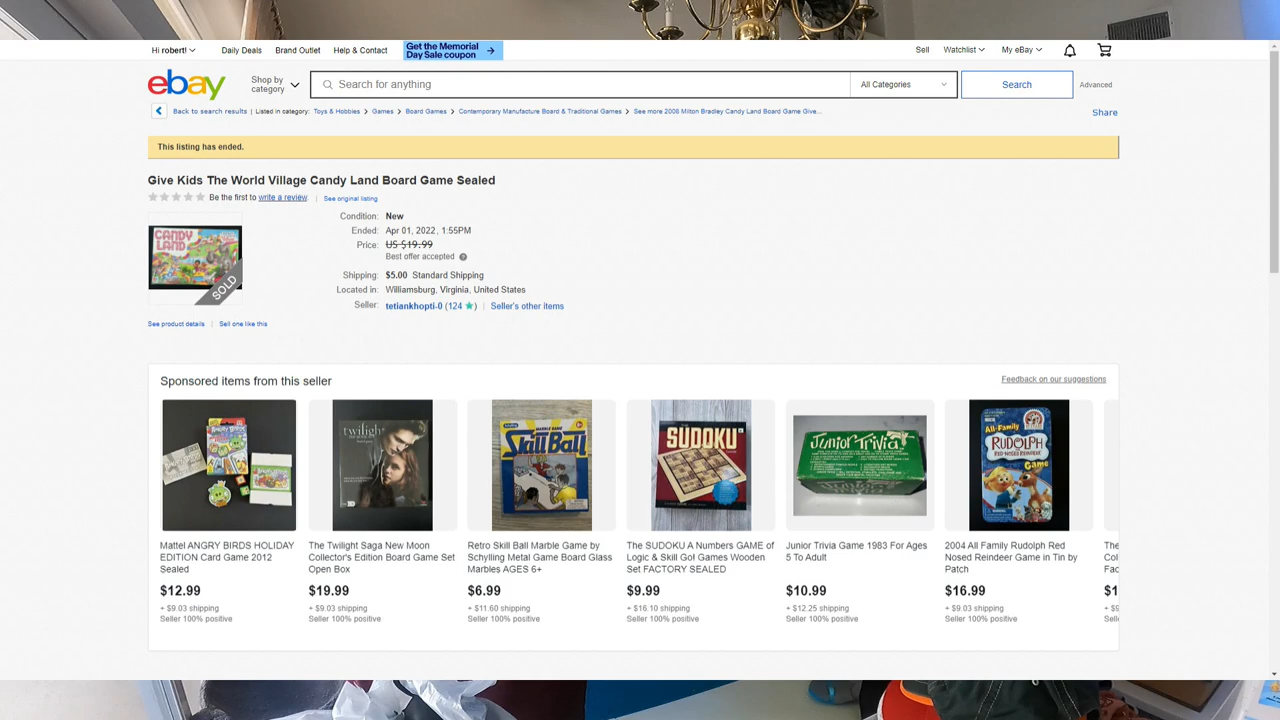 Hi robert!
Daily Deals
Brand Outlet
Help & Contact
Get the Memorial
Day Sale coupon
Sell
Watchlist
My eBay
ebay
Shop by
category
Search for anything
All Categories
Search
Advanced
Back to search results | Listed in category: Toys & Hobbies > Games > Board Games > Contemporary Manufacture Board & Traditional Games > See more 2006 Milton Bradley Candy Land Board Game Give...
Share
This listing has ended.
Give Kids The World Village Candy Land Board Game Sealed
Be the first to write a review | See original listing
CANDY
LAND
SOLD
Condition: New
Ended: Apr 01, 2022 , 1:55PM
Price: US $19.99
Best offer accepted
Shipping: $5.00 Standard Shipping
Located in: Williamsburg, Virginia, United States
Seller: tetiankhopti-0 (124) | Seller's other items
See product details | Sell one like this
Sponsored items from this seller
Feedback on our suggestions
twilight
Skill Ball
SUDOKU
Junior Trivia
All-Family
RUDOLPH
RED NOSED REINDEER
Game
Mattel ANGRY BIRDS HOLIDAY
EDITION Card Game 2012
Sealed
$12.99
+ $9.03 shipping
Seller 100% positive
The Twilight Saga New Moon
Collector's Edition Board Game Set
Open Box
$19.99
+ $9.03 shipping
Seller 100% positive
Retro Skill Ball Marble Game by
Schylling Metal Game Board Glass
Marbles AGES 6+
$6.99
+ $11.60 shipping
Seller 100% positive
The SUDOKU A Numbers GAME of
Logic & Skill Go! Games Wooden
Set FACTORY SEALED
$9.99
+ $16.10 shipping
Seller 100% positive
Junior Trivia Game 1983 For Ages
5 To Adult
$10.99
+ $12.25 shipping
Seller 100% positive
2004 All Family Rudolph Red
Nosed Reindeer Game in Tin by
Patch
$16.99
+ $9.03 shipping
Seller 100% positive